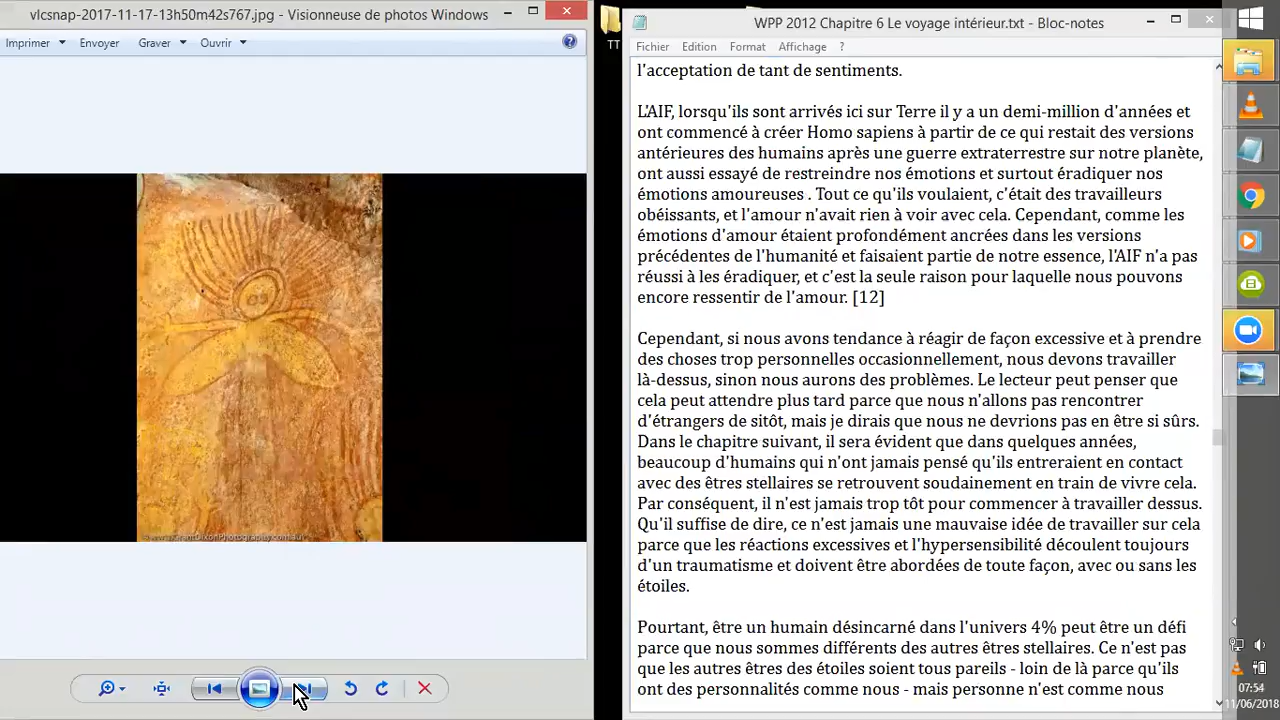 vlcsnap-2017-11-17-13h50m42s767.jpg - Visionneuse de photos Windows
Imprimer Envoyer Graver Ouvrir
TT
WPP 2012 Chapitre 6 Le voyage intérieur.txt - Bloc-notes
Fichier Edition Format Affichage ?
l'acceptation de tant de sentiments.
L'AIF, lorsqu'ils sont arrivés ici sur Terre il y a un demi-million d'années et
ont commencé à créer Homo sapiens à partir de ce qui restait des versions
antérieures des humains après une guerre extraterrestre sur notre planète,
ont aussi essayé de restreindre nos émotions et surtout éradiquer nos
émotions amoureuses . Tout ce qu'ils voulaient, c'était des travailleurs
obéissants, et l'amour n'avait rien à voir avec cela. Cependant, comme les
émotions d'amour étaient profondément ancrées dans les versions
précédentes de l'humanité et faisaient partie de notre essence, l'AIF n'a pas
réussi à les éradiquer, et c'est la seule raison pour laquelle nous pouvons
encore ressentir de l'amour. [12]
Cependant, si nous avons tendance à réagir de façon excessive et à prendre
des choses trop personnelles occasionnellement, nous devons travailler
là-dessus, sinon nous aurons des problèmes. Le lecteur peut penser que
cela peut attendre plus tard parce que nous n'allons pas rencontrer
d'étrangers de sitôt, mais je dirais que nous ne devrions pas en être si sûrs.
Dans le chapitre suivant, il sera évident que dans quelques années,
beaucoup d'humains qui n'ont jamais pensé qu'ils entreraient en contact
avec des êtres stellaires se retrouvent soudainement en train de vivre cela.
Par conséquent, il n'est jamais trop tôt pour commencer à travailler dessus.
Qu'il suffise de dire, ce n'est jamais une mauvaise idée de travailler sur cela
parce que les réactions excessives et l'hypersensibilité découlent toujours
d'un traumatisme et doivent être abordées de toute façon, avec ou sans les
étoiles.
Pourtant, être un humain désincarné dans l'univers 4% peut être un défi
parce que nous sommes différents des autres êtres stellaires. Ce n'est pas
que les autres êtres des étoiles soient tous pareils - loin de là parce qu'ils
ont des personnalités comme nous - mais personne n'est comme nous
07:54
11/06/2018